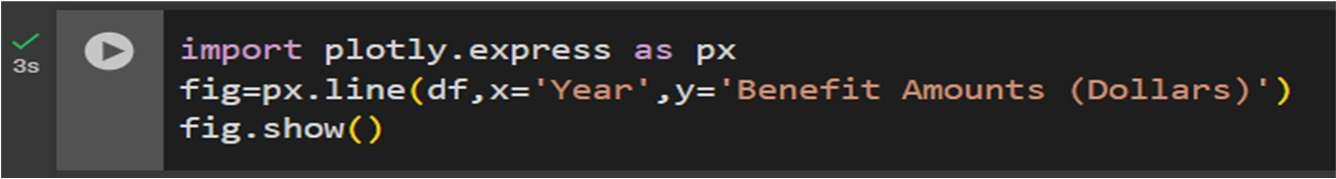 import plotly.express as px
3s
fig=px.line(df,x='Year',y='Benefit Amounts (Dollars)')
fig.show()